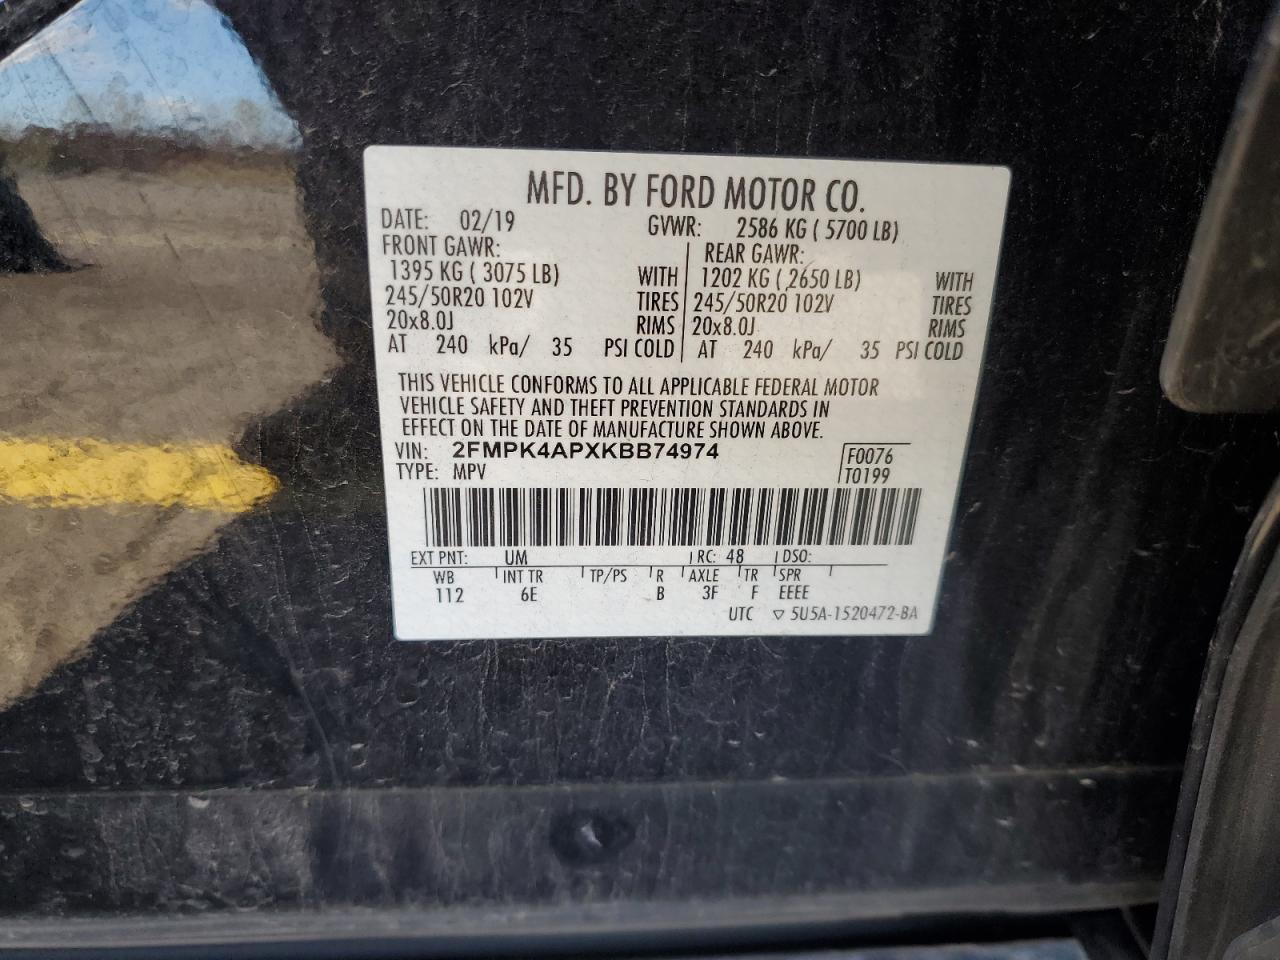 MFD. BY FORD MOTOR CO.
DATE: 02/19 GVWR: 2586 KG ( 5700 LB)
FRONT GAWR: REAR GAWR:
1395 KG ( 3075 LB) WITH 1202 KG ( 2650 LB) WITH
245/50R20 102V TIRES 245/50R20 102V TIRES
20x8.0J RIMS 20x8.0J RIMS
AT 240 kPa/ 35 PSI COLD AT 240 kPa/ 35 PSI COLD
THIS VEHICLE CONFORMS TO ALL APPLICABLE FEDERAL MOTOR
VEHICLE SAFETY AND THEFT PREVENTION STANDARDS IN
EFFECT ON THE DATE OF MANUFACTURE SHOWN ABOVE.
VIN: 2FMPK4APXKBB74974 F0076
TYPE: MPV T0199
EXT PNT: UM RC: 48 DSO:
WB INT TR TP/PS R AXLE TR SPR
112 6E B 3F F EEEE
UTC ▽ 5U5A-1520472-BA